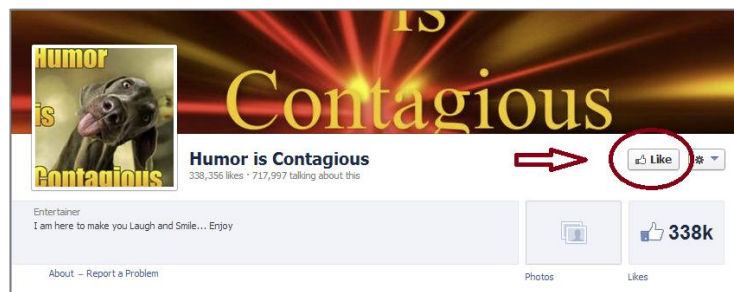 is
Contagious
Humor
is
Contagious
Humor is Contagious
338,356 likes · 717,997 talking about this
Like
Entertainer
I am here to make you Laugh and Smile... Enjoy
338k
About – Report a Problem
Photos
Likes